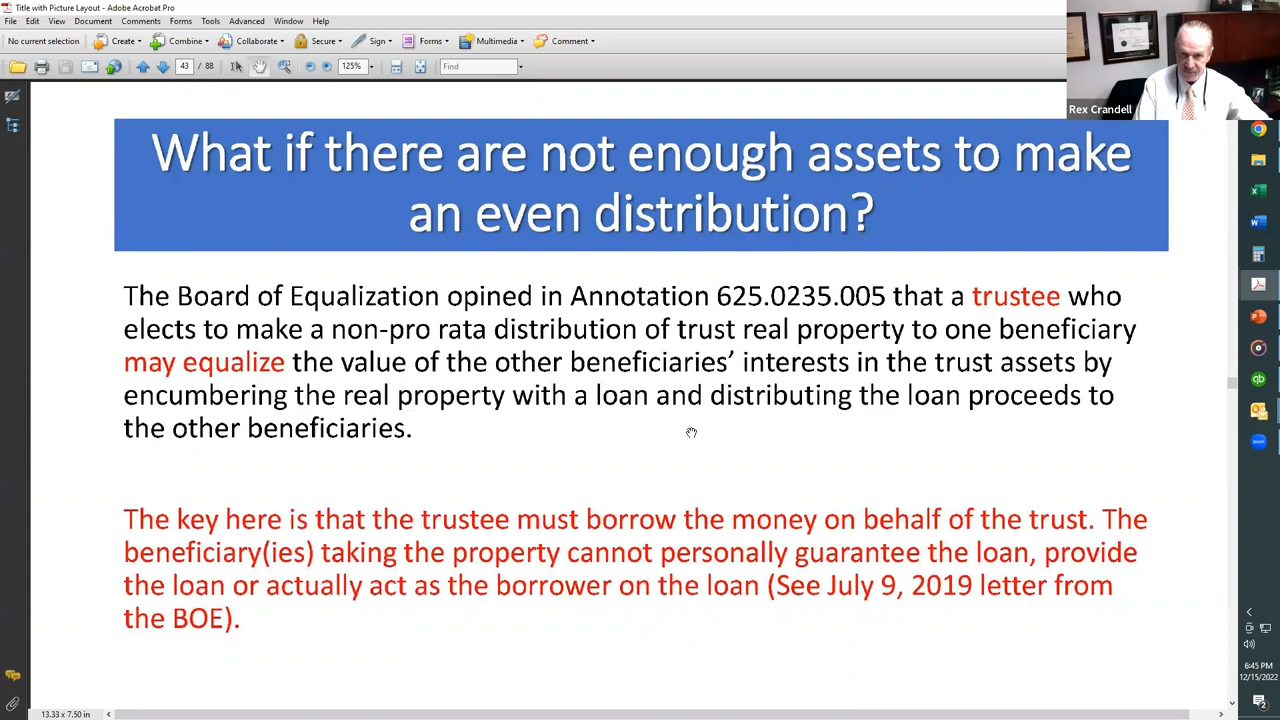 Title with Picture Layout - Adobe Acrobat Pro
File Edit View Document Comments Forms Tools Advanced Window Help
No current selection Create Combine Collaborate Secure Sign Forms Multimedia Comment
43 / 88 125% Find
Rex Crandell
What if there are not enough assets to make
an even distribution?
The Board of Equalization opined in Annotation 625.0235.005 that a trustee who
elects to make a non-pro rata distribution of trust real property to one beneficiary
may equalize the value of the other beneficiaries’ interests in the trust assets by
encumbering the real property with a loan and distributing the loan proceeds to
the other beneficiaries.
The key here is that the trustee must borrow the money on behalf of the trust. The
beneficiary(ies) taking the property cannot personally guarantee the loan, provide
the loan or actually act as the borrower on the loan (See July 9, 2019 letter from
the BOE).
6:45 PM
12/15/2022
13.33 x 7.50 in